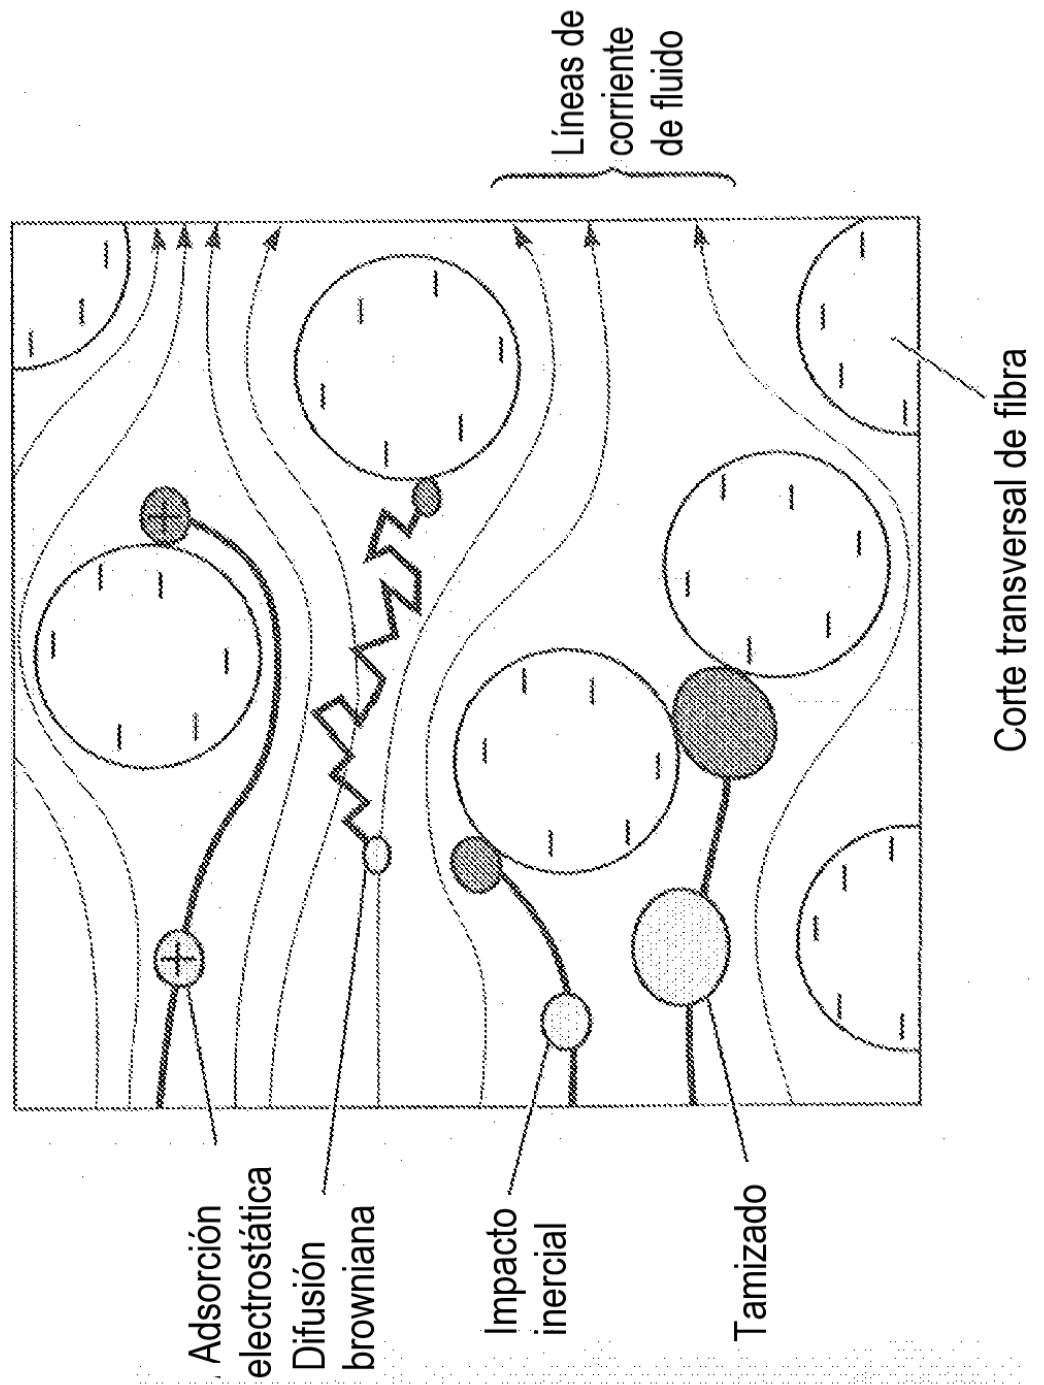 Adsorción
electrostática
Difusión
browniana
Impacto
inercial
Tamizado
Líneas de
corriente
de fluido
Corte transversal de fibra